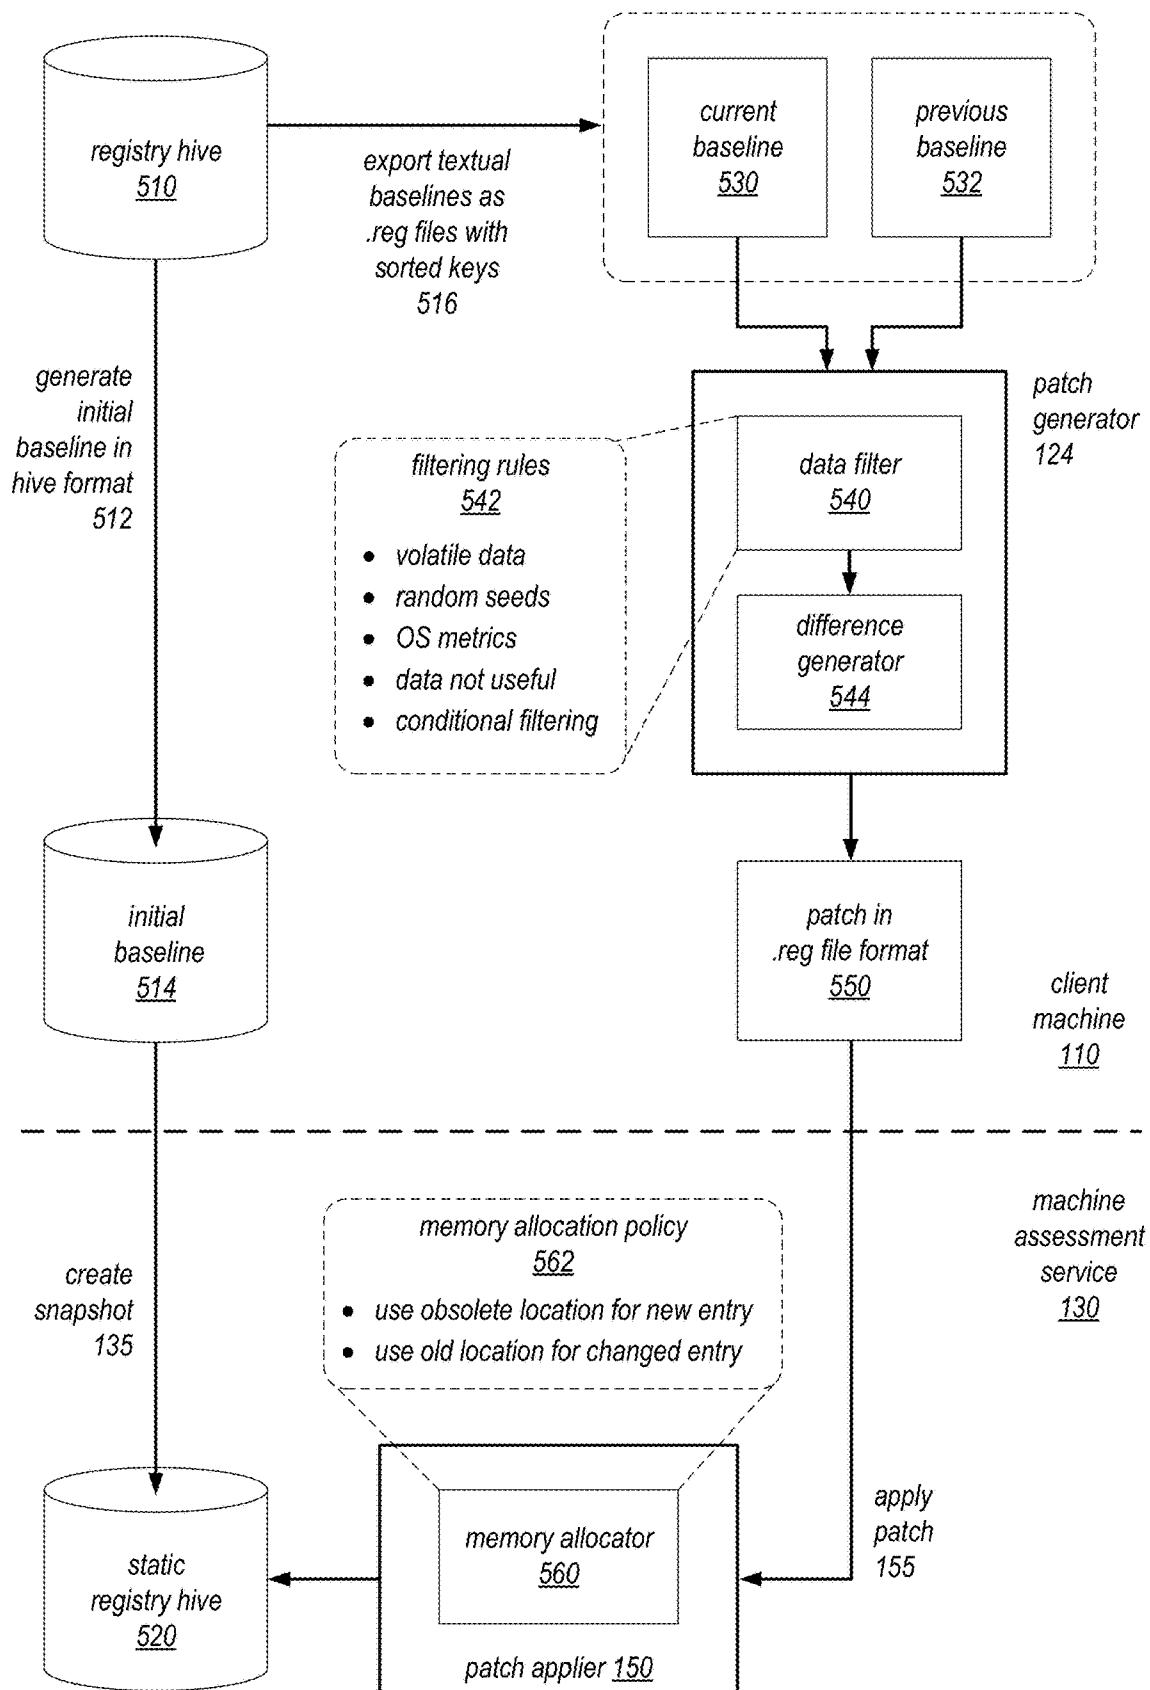 registry hive
510
export textual
baselines as
.reg files with
sorted keys
516
current
baseline
530
previous
baseline
532
generate
initial
baseline in
hive format
512
patch
generator
124
filtering rules
542
• volatile data
• random seeds
• OS metrics
• data not useful
• conditional filtering
data filter
540
difference
generator
544
initial
baseline
514
patch in
.reg file format
550
client
machine
110
machine
assessment
service
130
memory allocation policy
562
• use obsolete location for new entry
• use old location for changed entry
create
snapshot
135
apply
patch
155
static
registry hive
520
memory allocator
560
patch applier 150